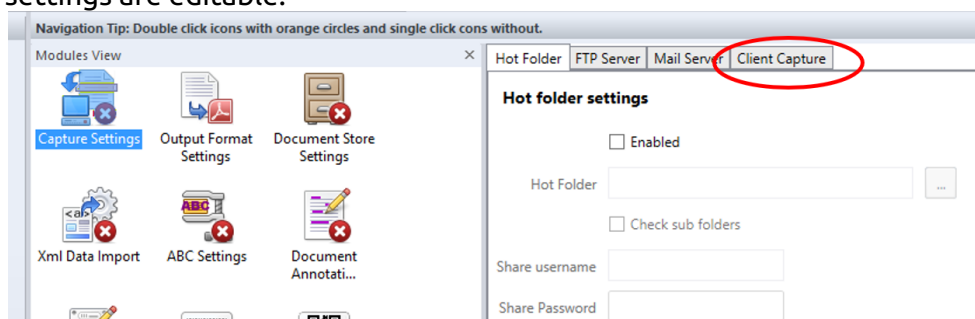 settings are editable.
Navigation Tip: Double click icons with orange circles and single click cons without.
Modules View
Hot Folder FTP Server Mail Server Client Capture
Hot folder settings
Enabled
Hot Folder
...
Check sub folders
Share username
Share Password
Capture Settings
Output Format
Settings
Document Store
Settings
<ab>
ABC
Xml Data Import
ABC Settings
Document
Annotati...